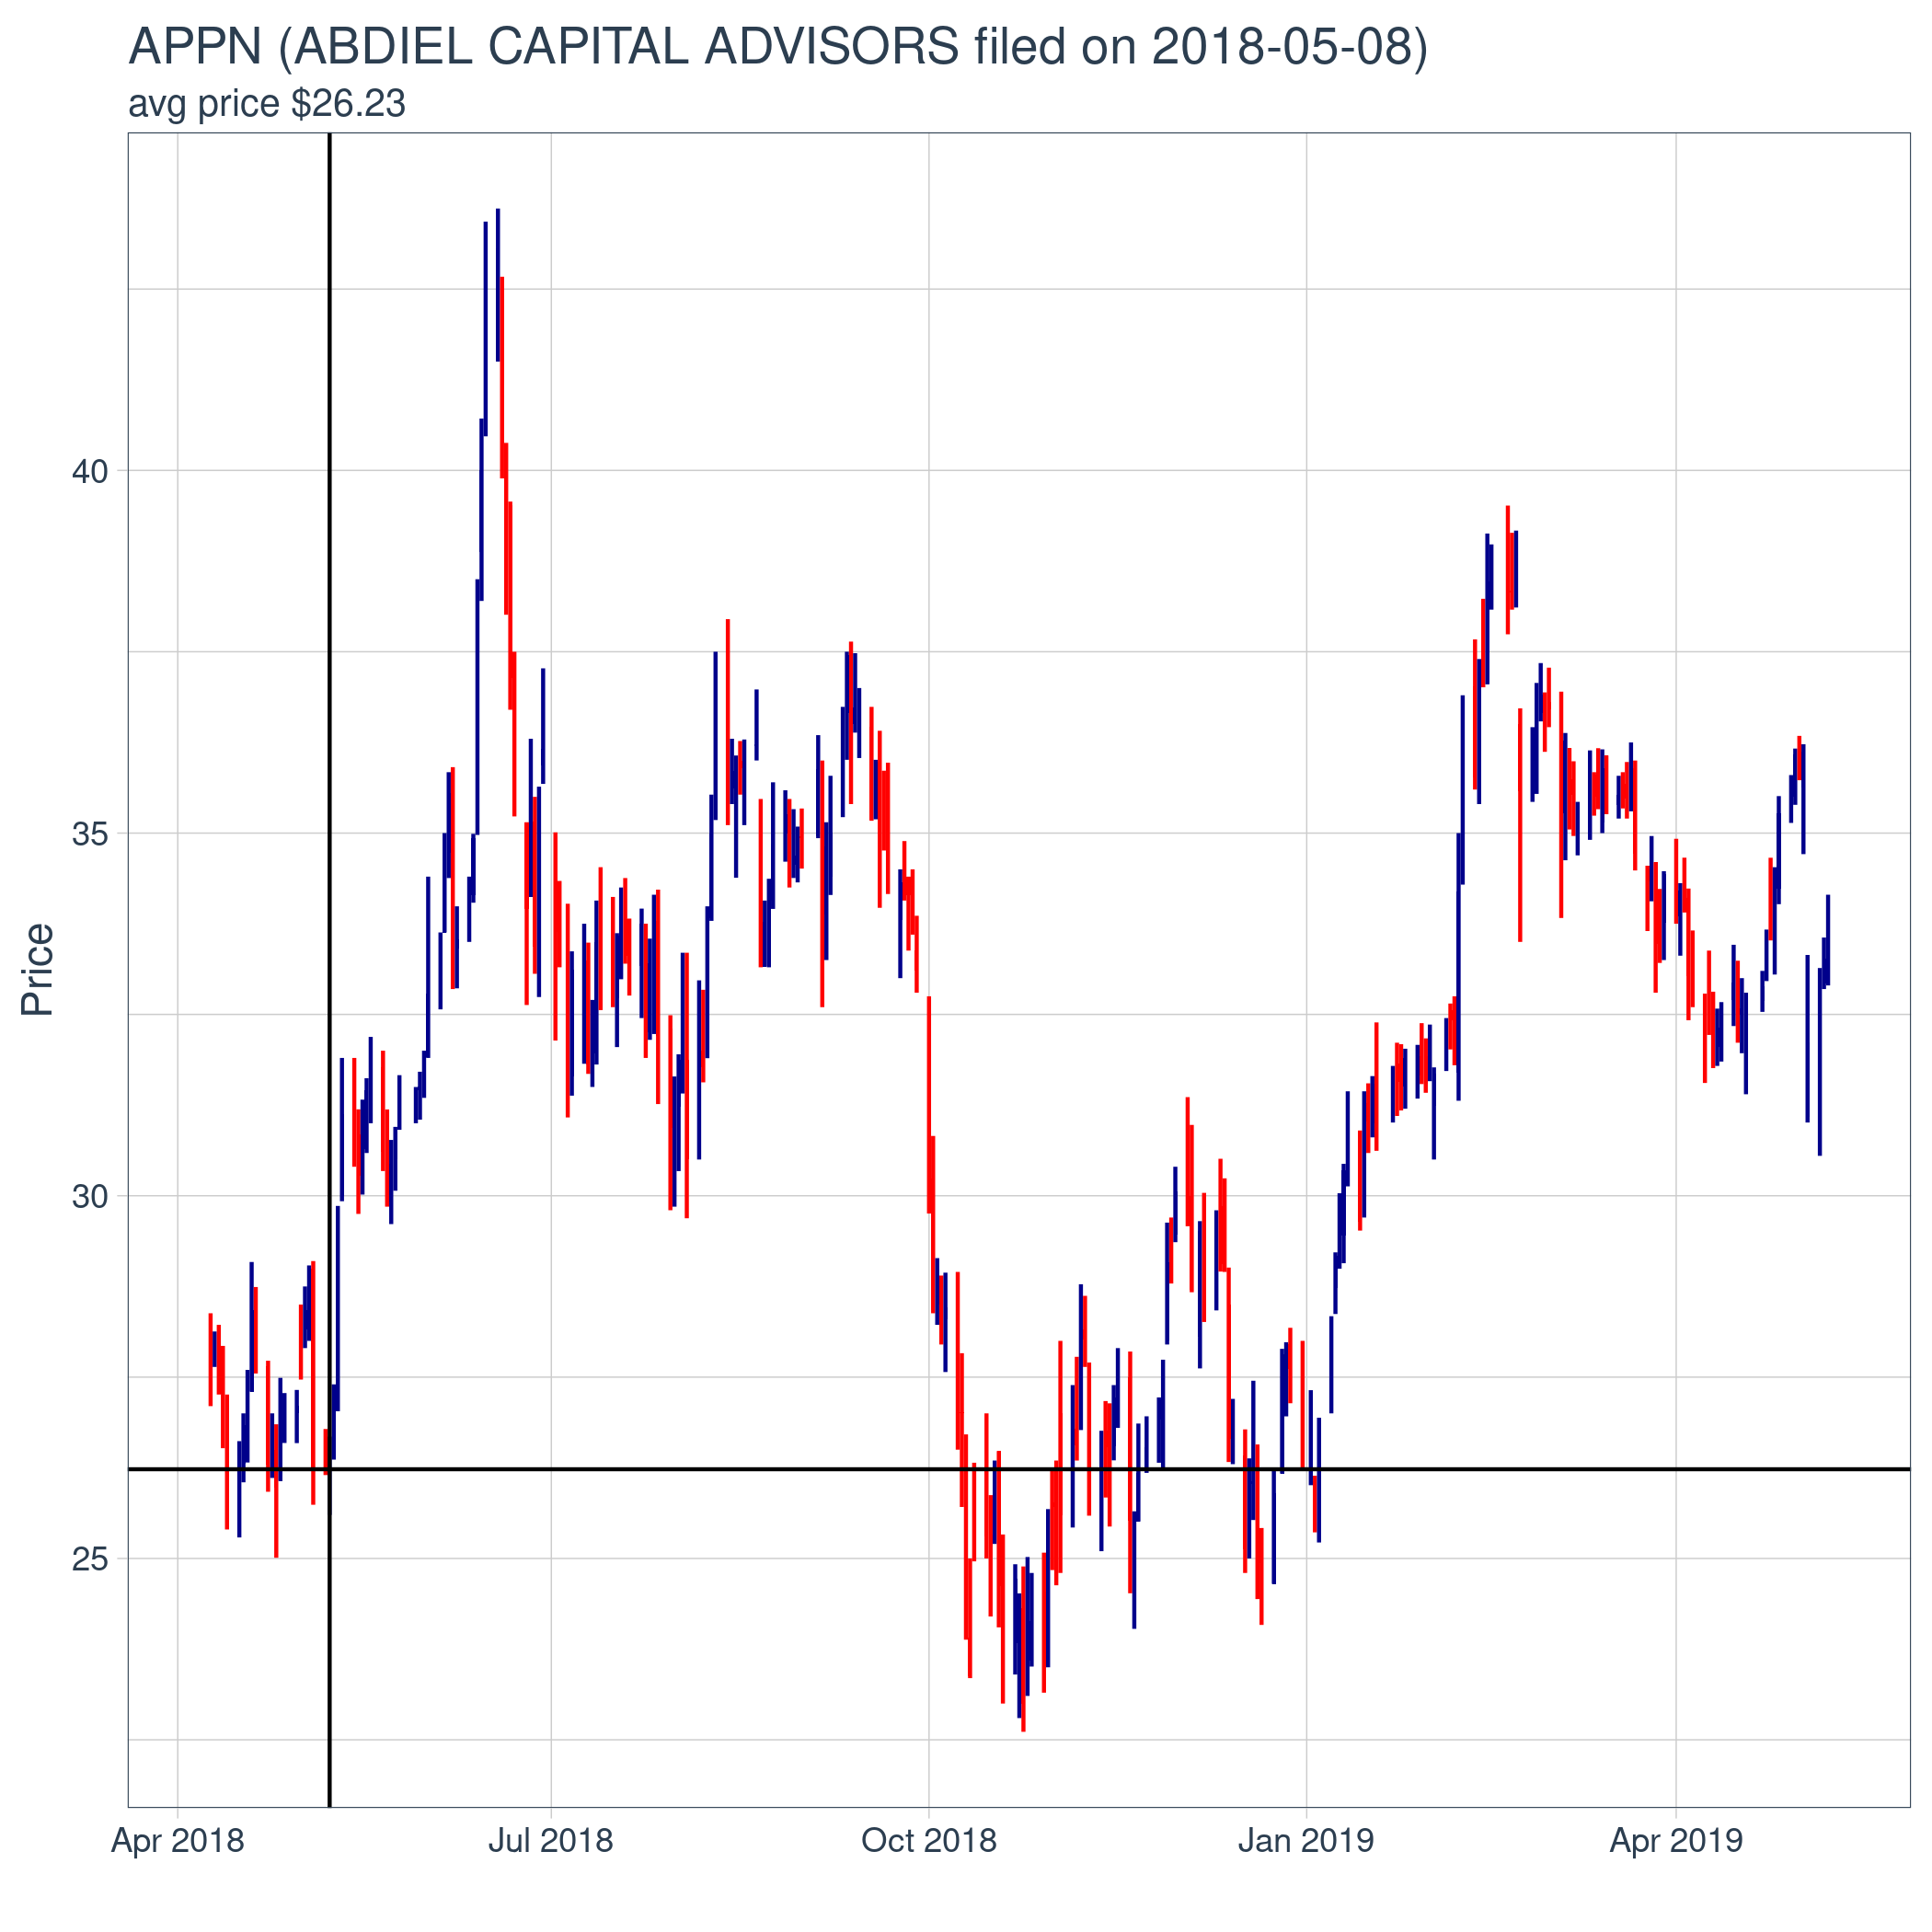 APPN (ABDIEL CAPITAL ADVISORS filed on 2018-05-08)
avg price $26.23
Price
40
35
30
25
Apr 2018 Jul 2018 Oct 2018 Jan 2019 Apr 2019